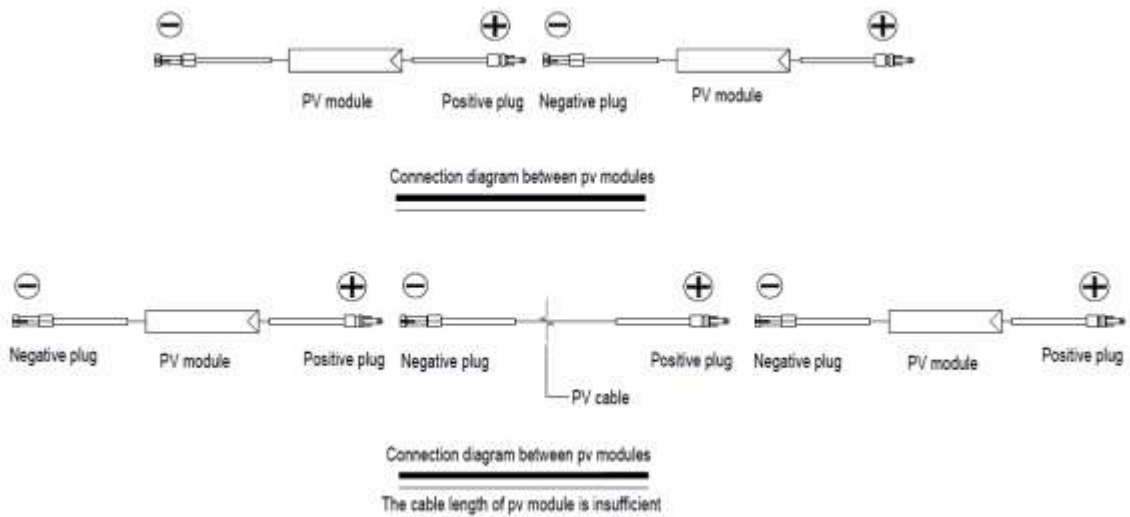 PV module
Positive plug
Negative plug
PV module
Connection diagram between pv modules
Negative plug
PV module
Positive plug
Negative plug
Positive plug
Negative plug
PV module
Positive plug
PV cable
Connection diagram between pv modules
The cable length of pv module is insufficient